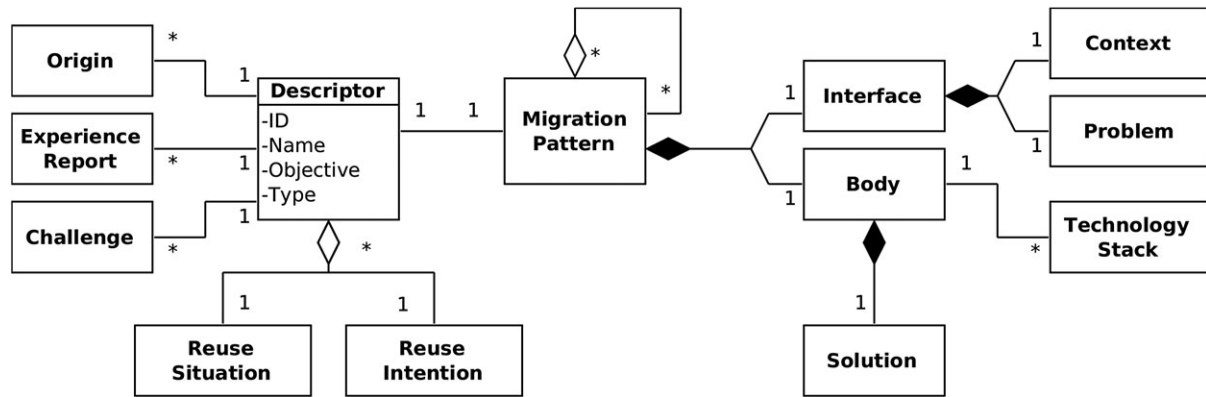 Origin
*
1
Descriptor
-ID
-Name
-Objective
-Type
Experience
Report
*
1
Challenge
*
1
*
1
1
Reuse
Situation
Reuse
Intention
1
1
Migration
Pattern
*
*
1
1
Interface
1
1
Context
Problem
Body
1
*
Technology
Stack
1
Solution